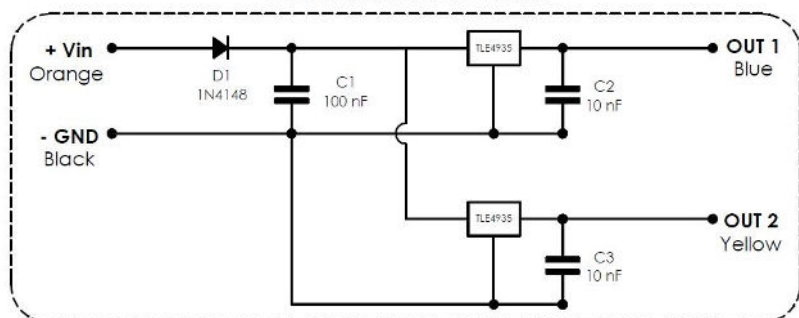 + Vin
Orange
D1
1N4148
C1
100 nF
TLE4935
C2
10 nF
OUT 1
Blue
- GND
Black
TLE4935
C3
10 nF
OUT 2
Yellow